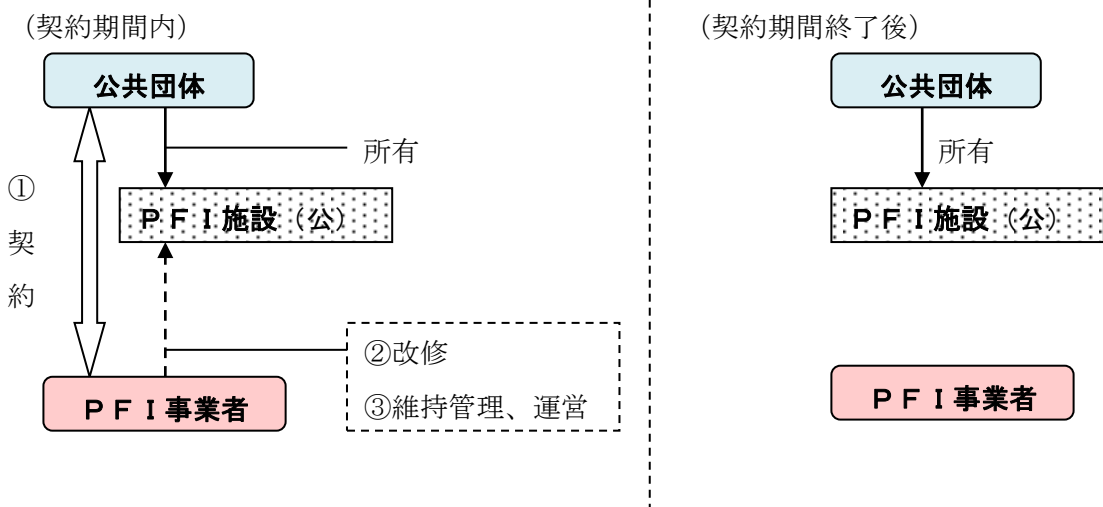 （契約期間内）
公共団体
所有
①契約
ＰＦＩ施設（公）
②改修
③維持管理、運営
ＰＦＩ事業者
（契約期間終了後）
公共団体
所有
ＰＦＩ施設（公）
ＰＦＩ事業者